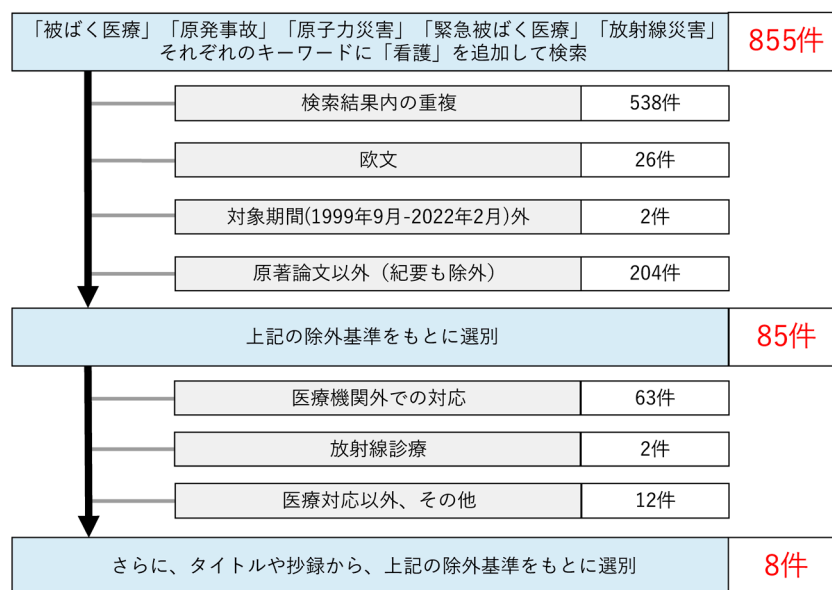 「被ばく医療」「原発事故」「原子力災害」「緊急被ばく医療」「放射線災害」
それぞれのキーワードに「看護」を追加して検索
855件
検索結果内の重複
538件
欧文
26件
対象期間(1999年9月-2022年2月)外
2件
原著論文以外（紀要も除外）
204件
上記の除外基準をもとに選別
85件
医療機関外での対応
63件
放射線診療
2件
医療対応以外、その他
12件
さらに、タイトルや抄録から、上記の除外基準をもとに選別
8件